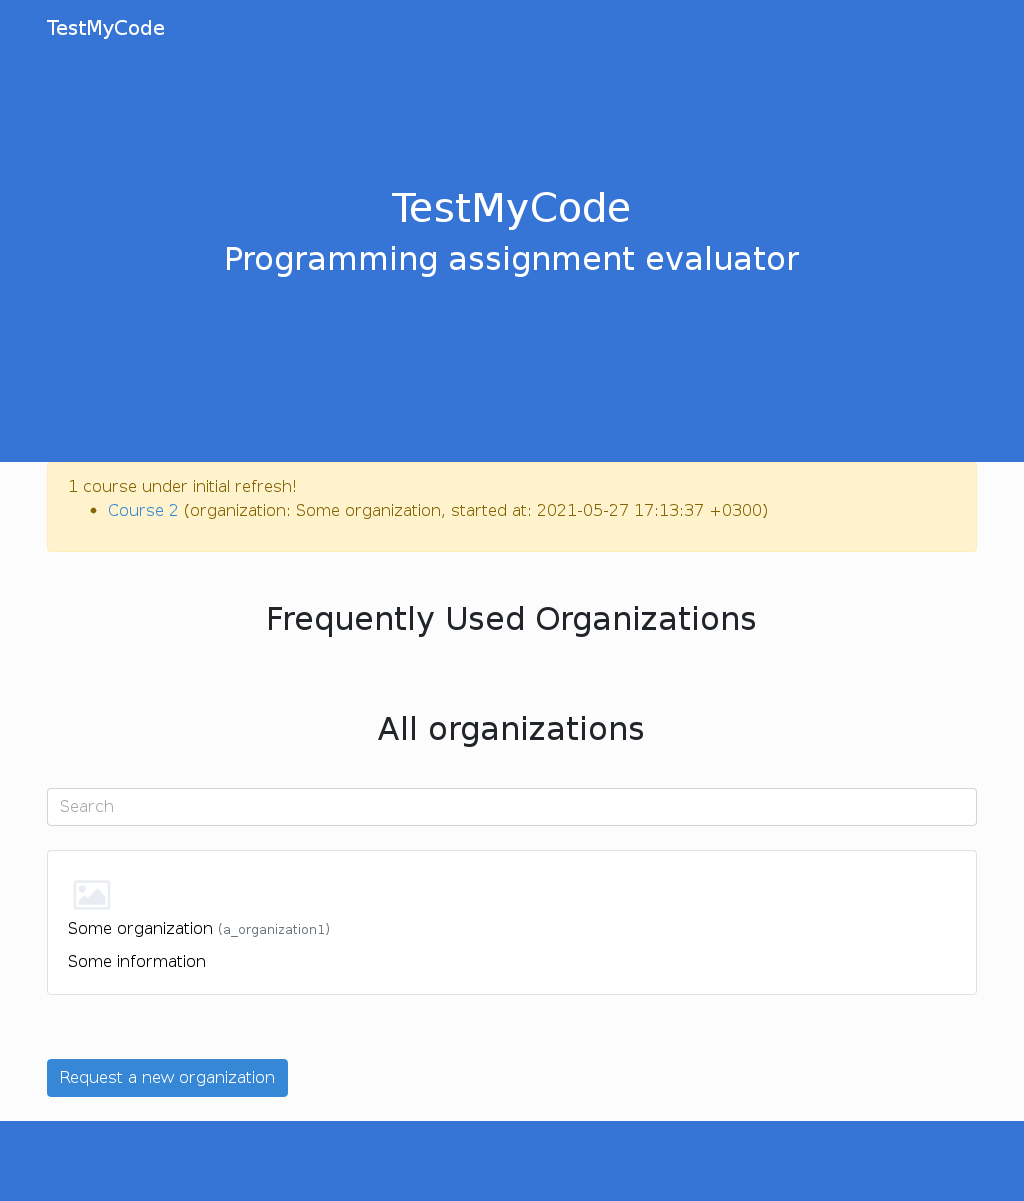 TestMyCode
TestMyCode
Programming assignment evaluator
1 course under initial refresh!
• Course 2 (organization: Some organization, started at: 2021-05-27 17:13:37 +0300)
Frequently Used Organizations
All organizations
Search
Some organization (a_organization1)
Some information
Request a new organization